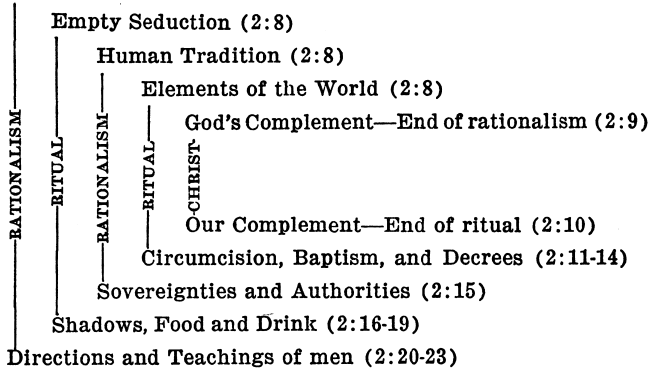 Empty Seduction (2:8)
Human Tradition (2:8)
Elements of the World (2:8)
God's Complement—End of rationalism (2:9)
RATIONALISM
RITUAL
RATIONALISM
RITUAL
CHRIST
Our Complement—End of ritual (2:10)
Circumcision, Baptism, and Decrees (2:11-14)
Sovereignties and Authorities (2:15)
Shadows, Food and Drink (2:16-19)
Directions and Teachings of men (2:20-23)